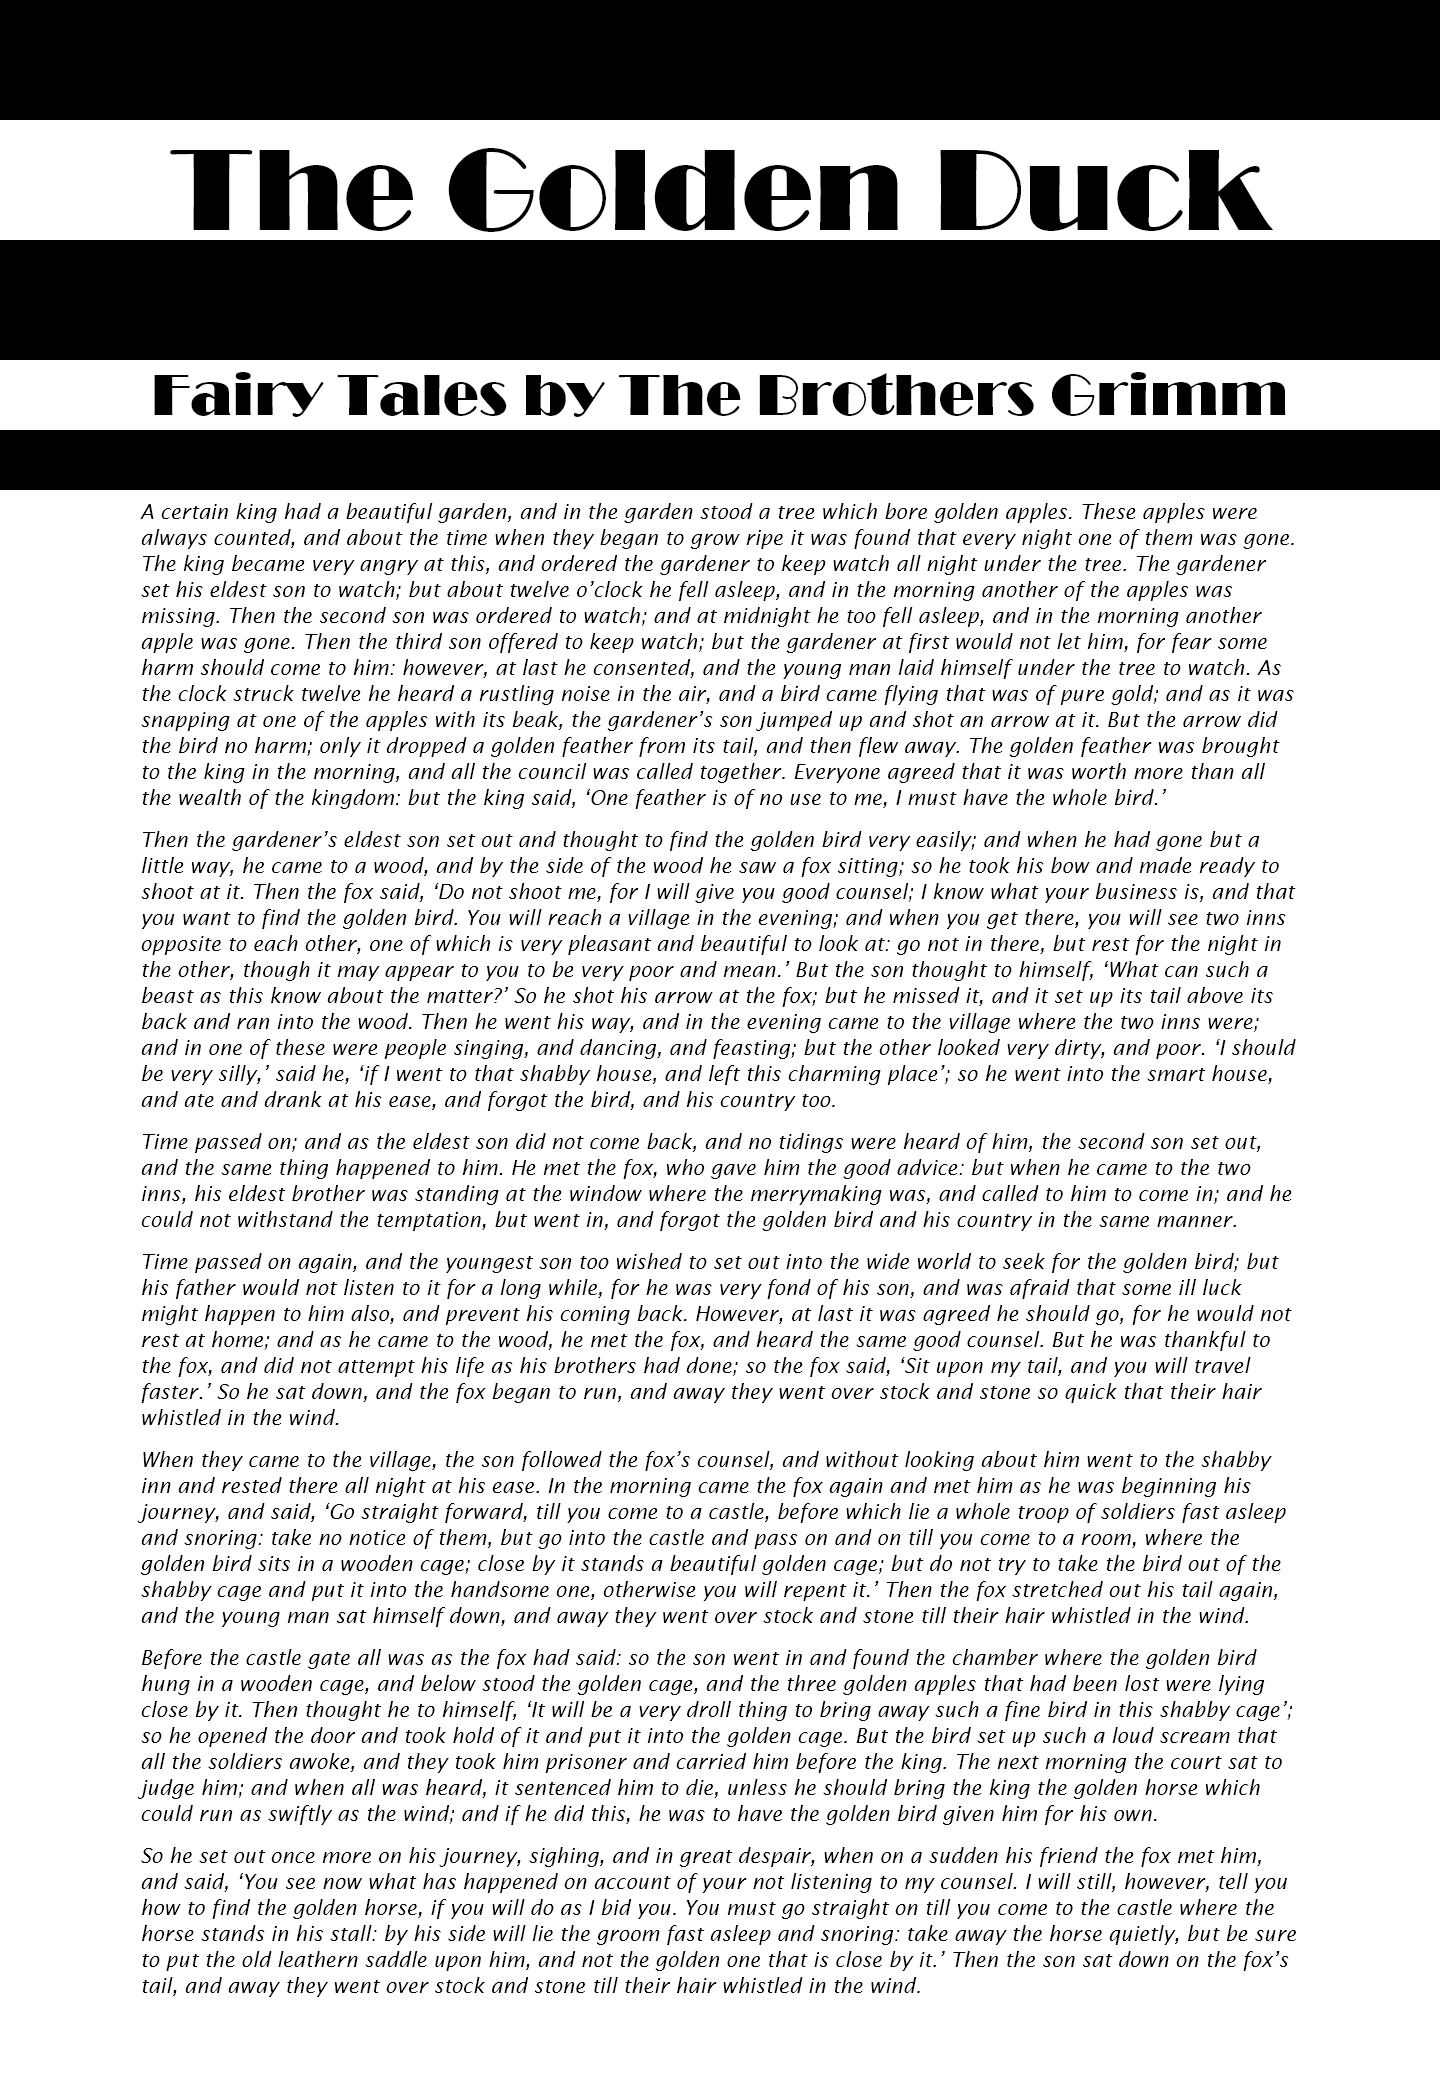 The Golden Duck
Fairy Tales by The Brothers Grimm
A certain king had a beautiful garden, and in the garden stood a tree which bore golden apples. These apples were
always counted, and about the time when they began to grow ripe it was found that every night one of them was gone.
The king became very angry at this, and ordered the gardener to keep watch all night under the tree. The gardener
set his eldest son to watch; but about twelve o’clock he fell asleep, and in the morning another of the apples was
missing. Then the second son was ordered to watch; and at midnight he too fell asleep, and in the morning another
apple was gone. Then the third son offered to keep watch; but the gardener at first would not let him, for fear some
harm should come to him: however, at last he consented, and the young man laid himself under the tree to watch. As
the clock struck twelve he heard a rustling noise in the air, and a bird came flying that was of pure gold; and as it was
snapping at one of the apples with its beak, the gardener’s son jumped up and shot an arrow at it. But the arrow did
the bird no harm; only it dropped a golden feather from its tail, and then flew away. The golden feather was brought
to the king in the morning, and all the council was called together. Everyone agreed that it was worth more than all
the wealth of the kingdom: but the king said, ‘One feather is of no use to me, I must have the whole bird.’
Then the gardener’s eldest son set out and thought to find the golden bird very easily; and when he had gone but a
little way, he came to a wood, and by the side of the wood he saw a fox sitting; so he took his bow and made ready to
shoot at it. Then the fox said, ‘Do not shoot me, for I will give you good counsel; I know what your business is, and that
you want to find the golden bird. You will reach a village in the evening; and when you get there, you will see two inns
opposite to each other, one of which is very pleasant and beautiful to look at: go not in there, but rest for the night in
the other, though it may appear to you to be very poor and mean.’ But the son thought to himself, ‘What can such a
beast as this know about the matter?’ So he shot his arrow at the fox; but he missed it, and it set up its tail above its
back and ran into the wood. Then he went his way, and in the evening came to the village where the two inns were;
and in one of these were people singing, and dancing, and feasting; but the other looked very dirty, and poor. ‘I should
be very silly,’ said he, ‘if I went to that shabby house, and left this charming place’; so he went into the smart house,
and ate and drank at his ease, and forgot the bird, and his country too.
Time passed on; and as the eldest son did not come back, and no tidings were heard of him, the second son set out,
and the same thing happened to him. He met the fox, who gave him the good advice: but when he came to the two
inns, his eldest brother was standing at the window where the merrymaking was, and called to him to come in; and he
could not withstand the temptation, but went in, and forgot the golden bird and his country in the same manner.
Time passed on again, and the youngest son too wished to set out into the wide world to seek for the golden bird; but
his father would not listen to it for a long while, for he was very fond of his son, and was afraid that some ill luck
might happen to him also, and prevent his coming back. However, at last it was agreed he should go, for he would not
rest at home; and as he came to the wood, he met the fox, and heard the same good counsel. But he was thankful to
the fox, and did not attempt his life as his brothers had done; so the fox said, ‘Sit upon my tail, and you will travel
faster.’ So he sat down, and the fox began to run, and away they went over stock and stone so quick that their hair
whistled in the wind.
When they came to the village, the son followed the fox’s counsel, and without looking about him went to the shabby
inn and rested there all night at his ease. In the morning came the fox again and met him as he was beginning his
journey, and said, ‘Go straight forward, till you come to a castle, before which lie a whole troop of soldiers fast asleep
and snoring: take no notice of them, but go into the castle and pass on and on till you come to a room, where the
golden bird sits in a wooden cage; close by it stands a beautiful golden cage; but do not try to take the bird out of the
shabby cage and put it into the handsome one, otherwise you will repent it.’ Then the fox stretched out his tail again,
and the young man sat himself down, and away they went over stock and stone till their hair whistled in the wind.
Before the castle gate all was as the fox had said: so the son went in and found the chamber where the golden bird
hung in a wooden cage, and below stood the golden cage, and the three golden apples that had been lost were lying
close by it. Then thought he to himself, ‘It will be a very droll thing to bring away such a fine bird in this shabby cage’;
so he opened the door and took hold of it and put it into the golden cage. But the bird set up such a loud scream that
all the soldiers awoke, and they took him prisoner and carried him before the king. The next morning the court sat to
judge him; and when all was heard, it sentenced him to die, unless he should bring the king the golden horse which
could run as swiftly as the wind; and if he did this, he was to have the golden bird given him for his own.
So he set out once more on his journey, sighing, and in great despair, when on a sudden his friend the fox met him,
and said, ‘You see now what has happened on account of your not listening to my counsel. I will still, however, tell you
how to find the golden horse, if you will do as I bid you. You must go straight on till you come to the castle where the
horse stands in his stall: by his side will lie the groom fast asleep and snoring: take away the horse quietly, but be sure
to put the old leathern saddle upon him, and not the golden one that is close by it.’ Then the son sat down on the fox’s
tail, and away they went over stock and stone till their hair whistled in the wind.